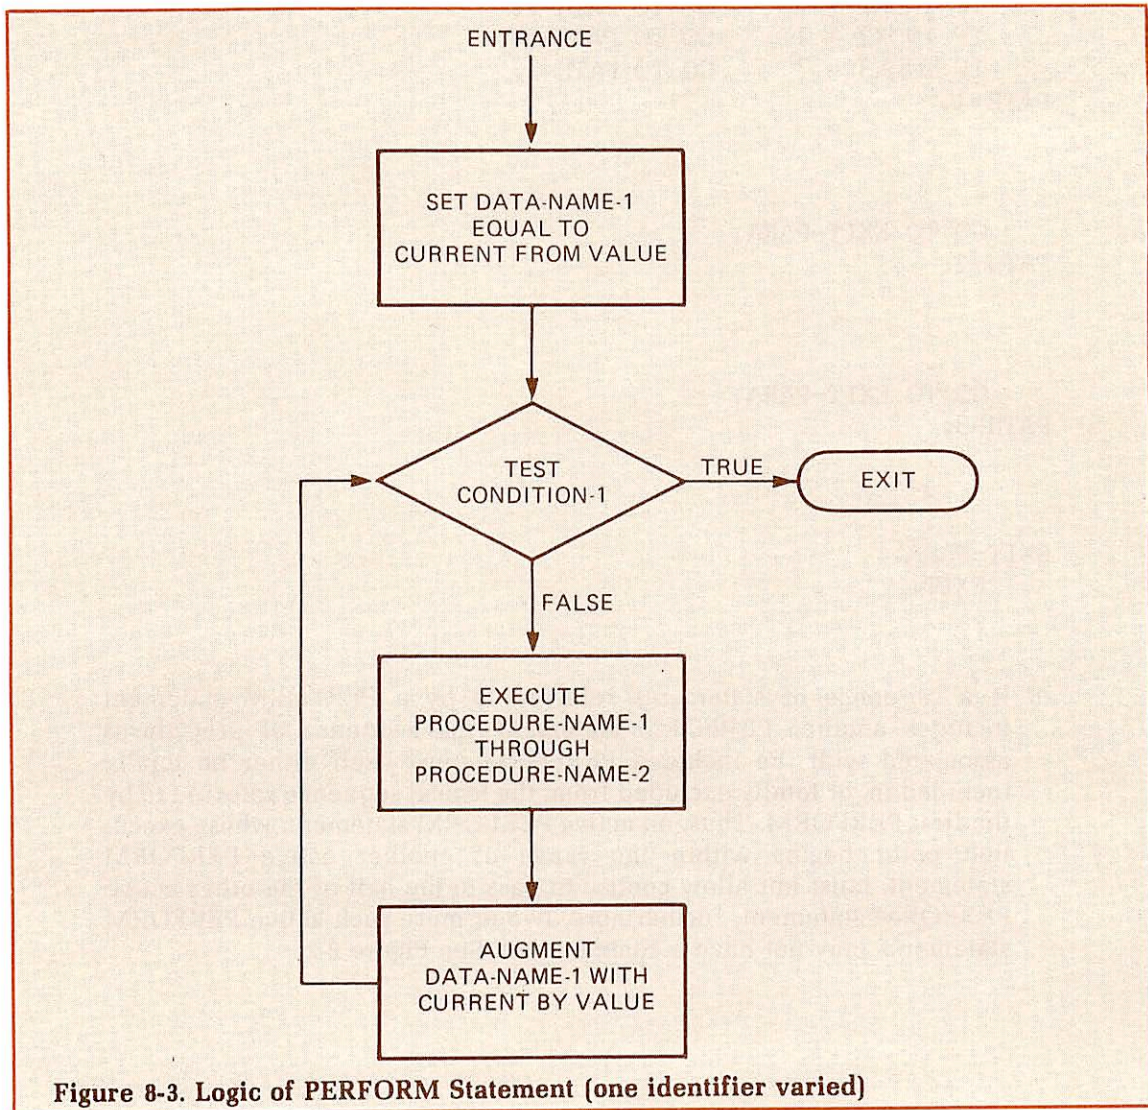 ENTRANCE
SET DATA-NAME-1
EQUAL TO
CURRENT FROM VALUE
TEST
CONDITION-1
TRUE
EXIT
FALSE
EXECUTE
PROCEDURE-NAME-1
THROUGH
PROCEDURE-NAME-2
AUGMENT
DATA-NAME-1 WITH
CURRENT BY VALUE
Figure 8-3. Logic of PERFORM Statement (one identifier varied)